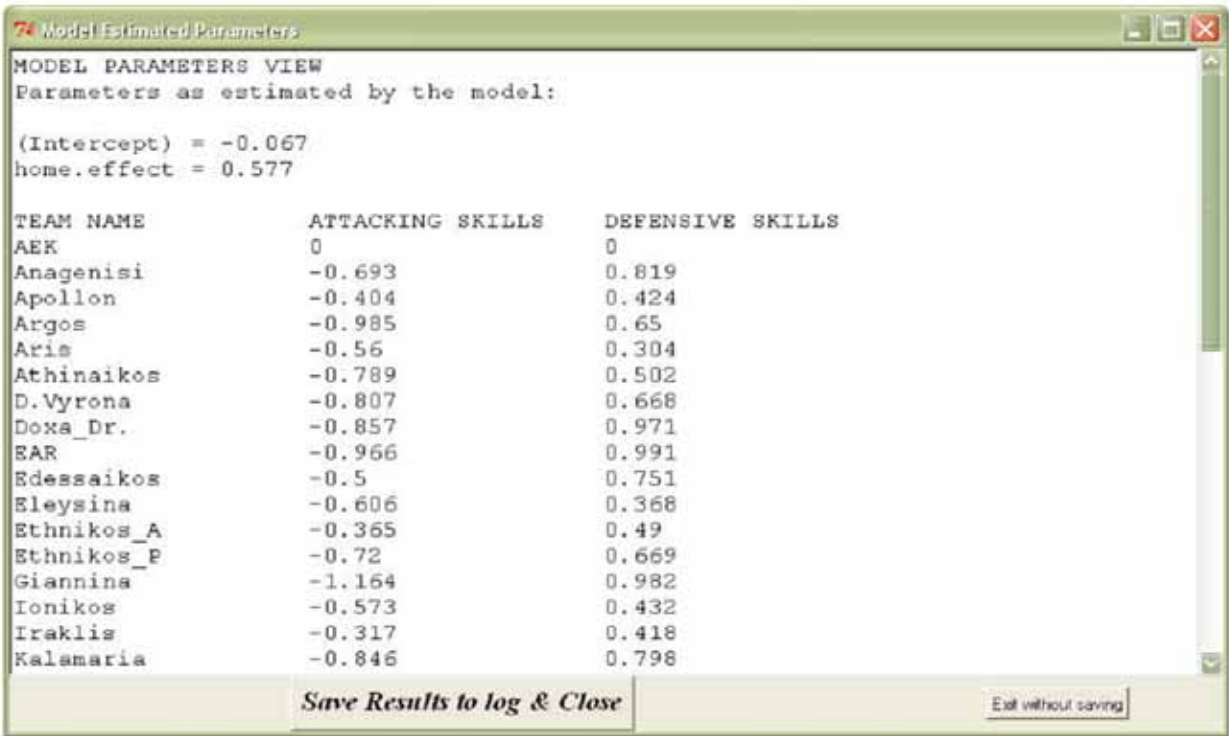 Model Estimated Parameters
MODEL PARAMETERS VIEW
Parameters as estimated by the model:
(Intercept) = -0.067
home.effect = 0.577
TEAM NAME ATTACKING SKILLS DEFENSIVE SKILLS
AEK 0 0
Anagenisi -0.693 0.819
Apollon -0.404 0.424
Argos -0.985 0.65
Aris -0.56 0.304
Athinaikos -0.789 0.502
D.Vyrona -0.807 0.668
Doxa_Dr. -0.857 0.971
EAR -0.966 0.991
Edessaikos -0.5 0.751
Eleysina -0.606 0.368
Ethnikos_A -0.365 0.49
Ethnikos_P -0.72 0.669
Giannina -1.164 0.982
Ionikos -0.573 0.432
Iraklis -0.317 0.418
Kalamaria -0.846 0.798
Save Results to log & Close
Exit without saving